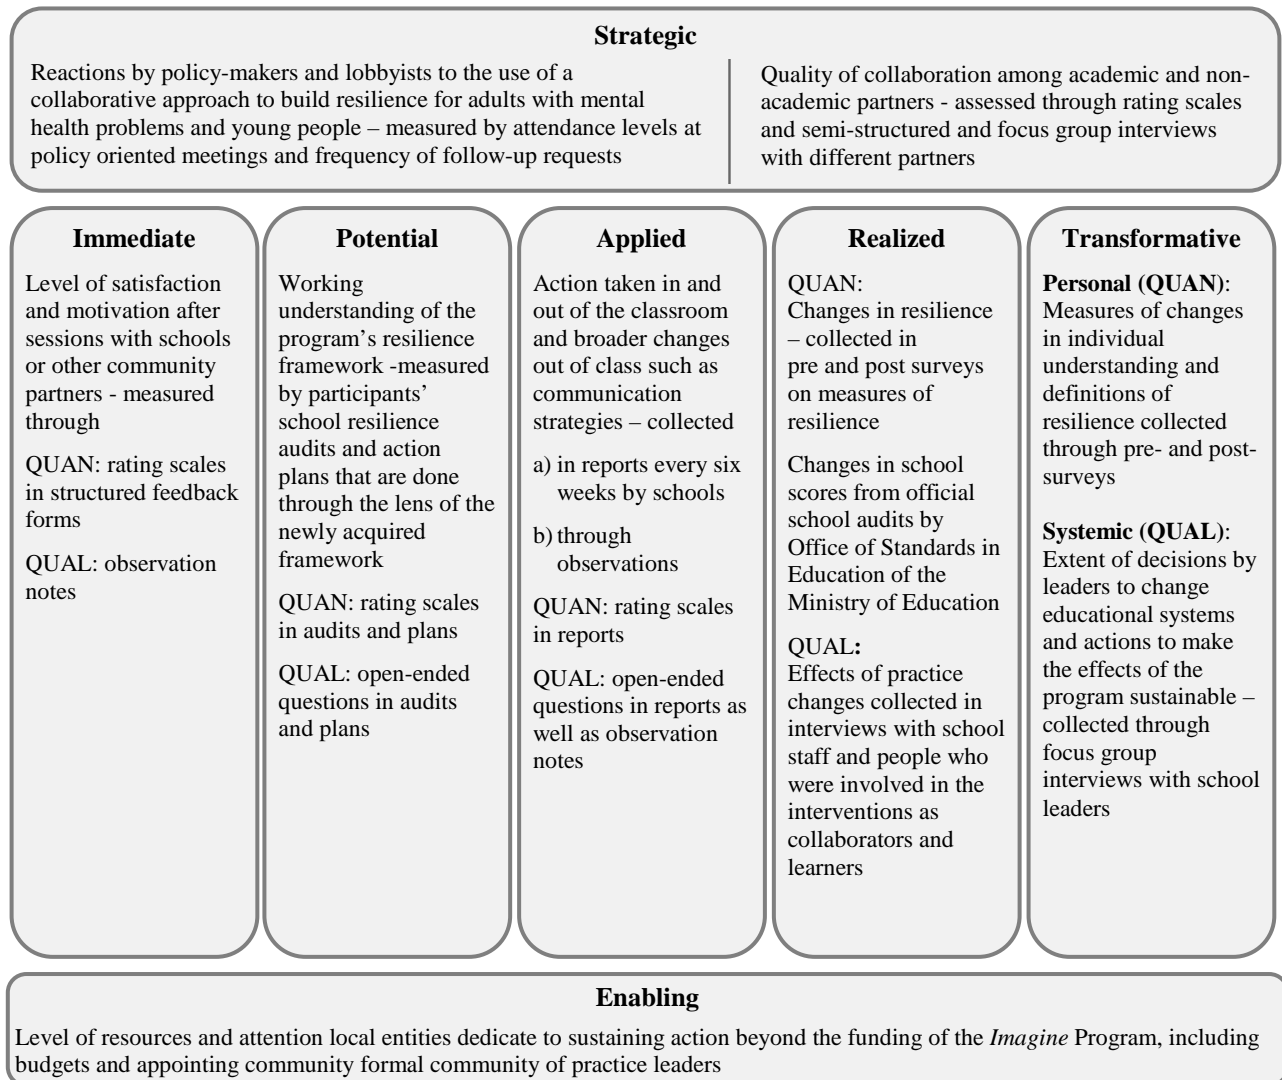 Strategic
Reactions by policy-makers and lobbyists to the use of a
collaborative approach to build resilience for adults with mental
health problems and young people – measured by attendance levels at
policy oriented meetings and frequency of follow-up requests
Quality of collaboration among academic and non-
academic partners - assessed through rating scales
and semi-structured and focus group interviews
with different partners
Immediate
Level of satisfaction
and motivation after
sessions with schools
or other community
partners - measured
through
QUAN: rating scales
in structured feedback
forms
QUAL: observation
notes
Potential
Working
understanding of the
program’s resilience
framework -measured
by participants’
school resilience
audits and action
plans that are done
through the lens of the
newly acquired
framework
QUAN: rating scales
in audits and plans
QUAL: open-ended
questions in audits
and plans
Applied
Action taken in and
out of the classroom
and broader changes
out of class such as
communication
strategies – collected
a) in reports every six
weeks by schools
b) through
observations
QUAN: rating scales
in reports
QUAL: open-ended
questions in reports as
well as observation
notes
Realized
QUAN:
Changes in resilience
– collected in
pre and post surveys
on measures of
resilience
Changes in school
scores from official
school audits by
Office of Standards in
Education of the
Ministry of Education
QUAL:
Effects of practice
changes collected in
interviews with school
staff and people who
were involved in the
interventions as
collaborators and
learners
Transformative
Personal (QUAN):
Measures of changes
in individual
understanding and
definitions of
resilience collected
through pre- and post-
surveys
Systemic (QUAL):
Extent of decisions by
leaders to change
educational systems
and actions to make
the effects of the
program sustainable –
collected through
focus group
interviews with school
leaders
Enabling
Level of resources and attention local entities dedicate to sustaining action beyond the funding of the Imagine Program, including
budgets and appointing community formal community of practice leaders